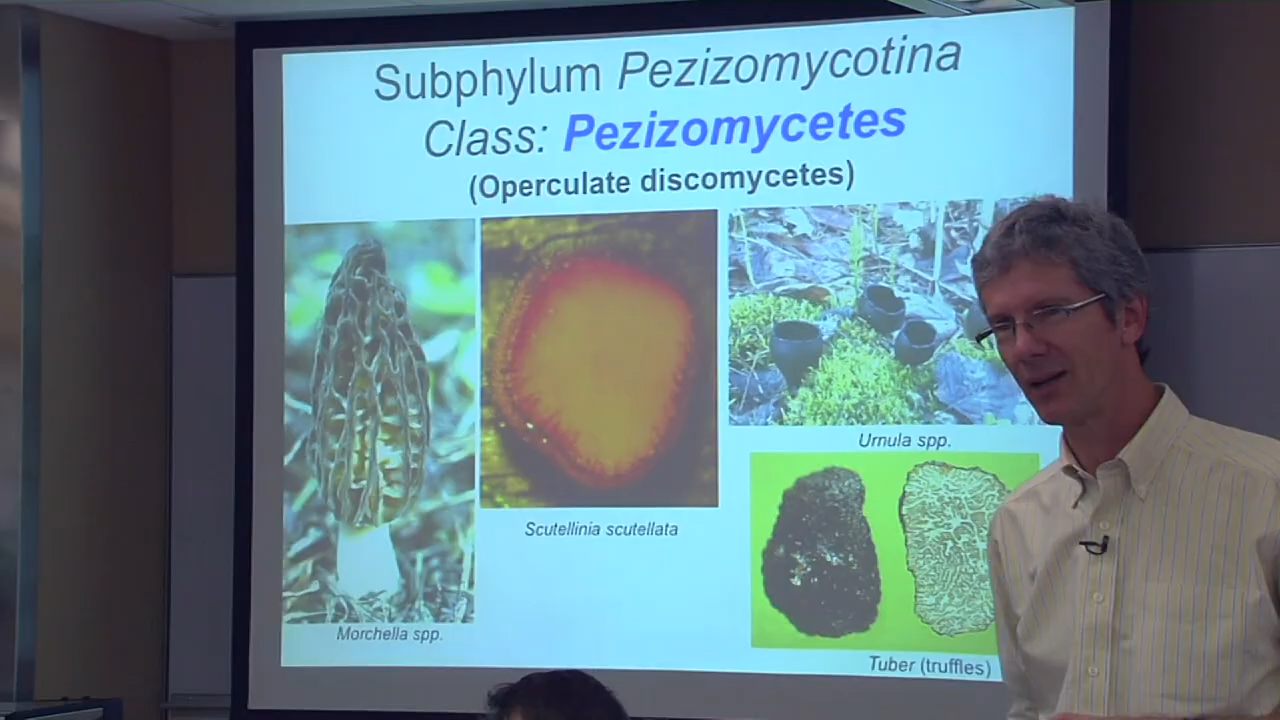 Subphylum Pezizomycotina
Class: Pezizomycetes
(Operculate discomycetes)
Urnula spp.
Scutellinia scutellata
Morchella spp.
Tuber (truffles)